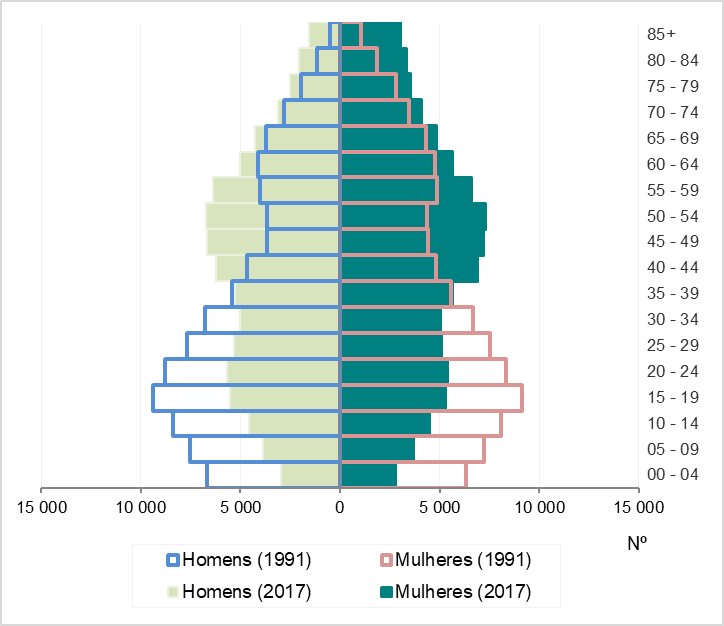 85+
80 - 84
75 - 79
70 - 74
65 - 69
60 - 64
55 - 59
50 - 54
45 - 49
40 - 44
35 - 39
30 - 34
25 - 29
20 - 24
15 - 19
10 - 14
05 - 09
00 - 04
15 000 10 000 5 000 0 5 000 10 000 15 000
Nº
Homens (1991) Mulheres (1991)
Homens (2017) Mulheres (2017)